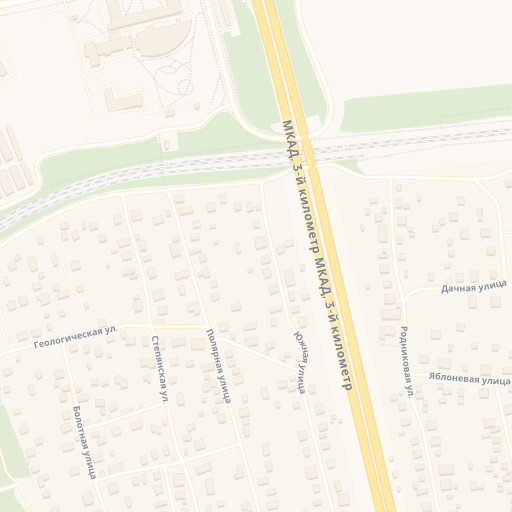 МКАД, 3-й километр МКАД, 3-й километр
Дачная улица
Геологическая ул.
Степянская ул.
Полярная улица
Южная улица
Родниковая ул.
Яблоневая улица
Болотная улица